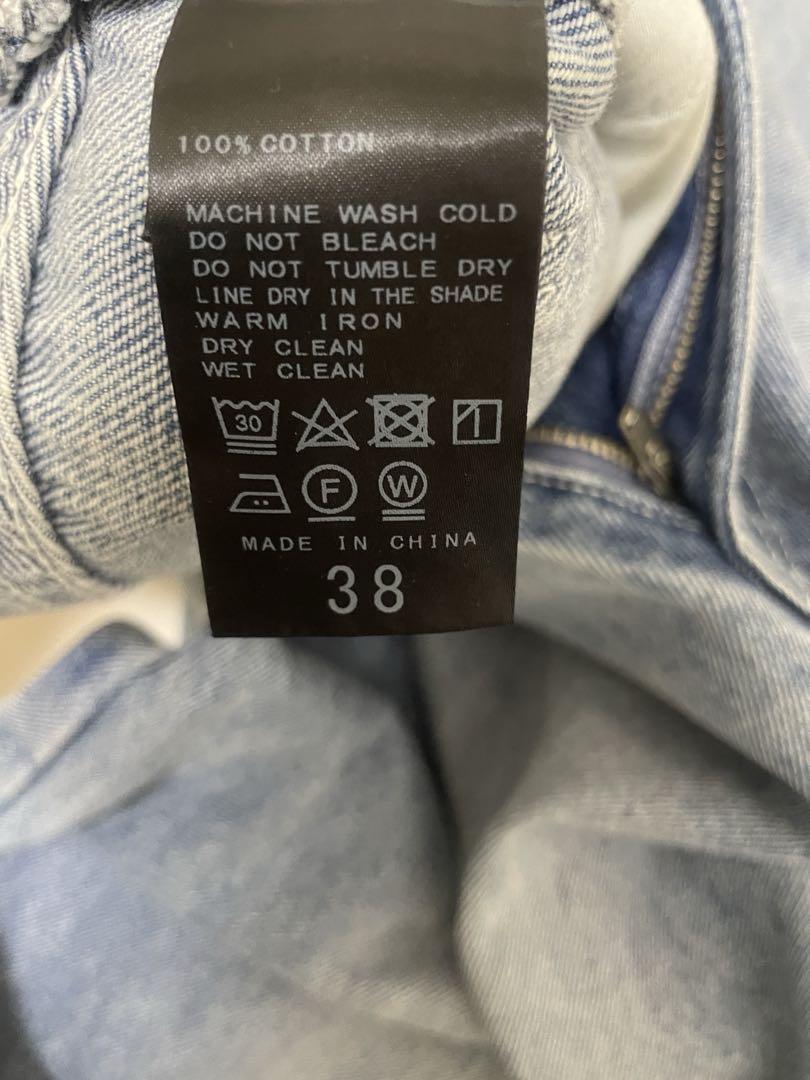 100% COTTON
MACHINE WASH COLD
DO NOT BLEACH
DO NOT TUMBLE DRY
LINE DRY IN THE SHADE
WARM IRON
DRY CLEAN
WET CLEAN
30
F W
MADE IN CHINA
38